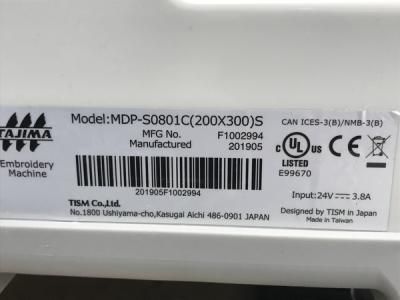 TAJIMA
Embroidery
Machine
Model:MDP-S0801C(200X300)S
MFG No. F1002994
Manufactured 201905
201905F1002994
TISM Co.,Ltd.
No.1800 Ushiyama-cho,Kasugai Aichi 486-0901 JAPAN
CAN ICES-3(B)/NMB-3(B)
C UL US
LISTED
E99670
Input:24V⎓3.8A
Designed by TISM in Japan
Made in Taiwan